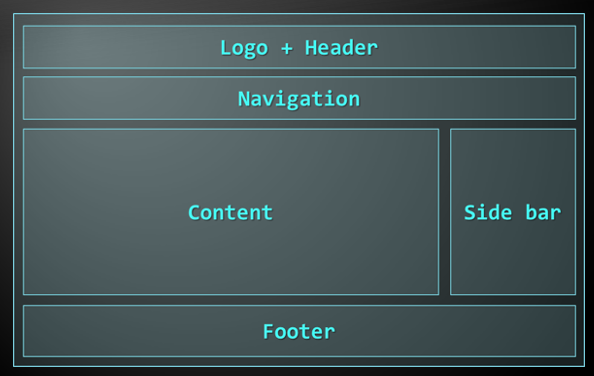 Logo + Header
Navigation
Content
Side bar
Footer